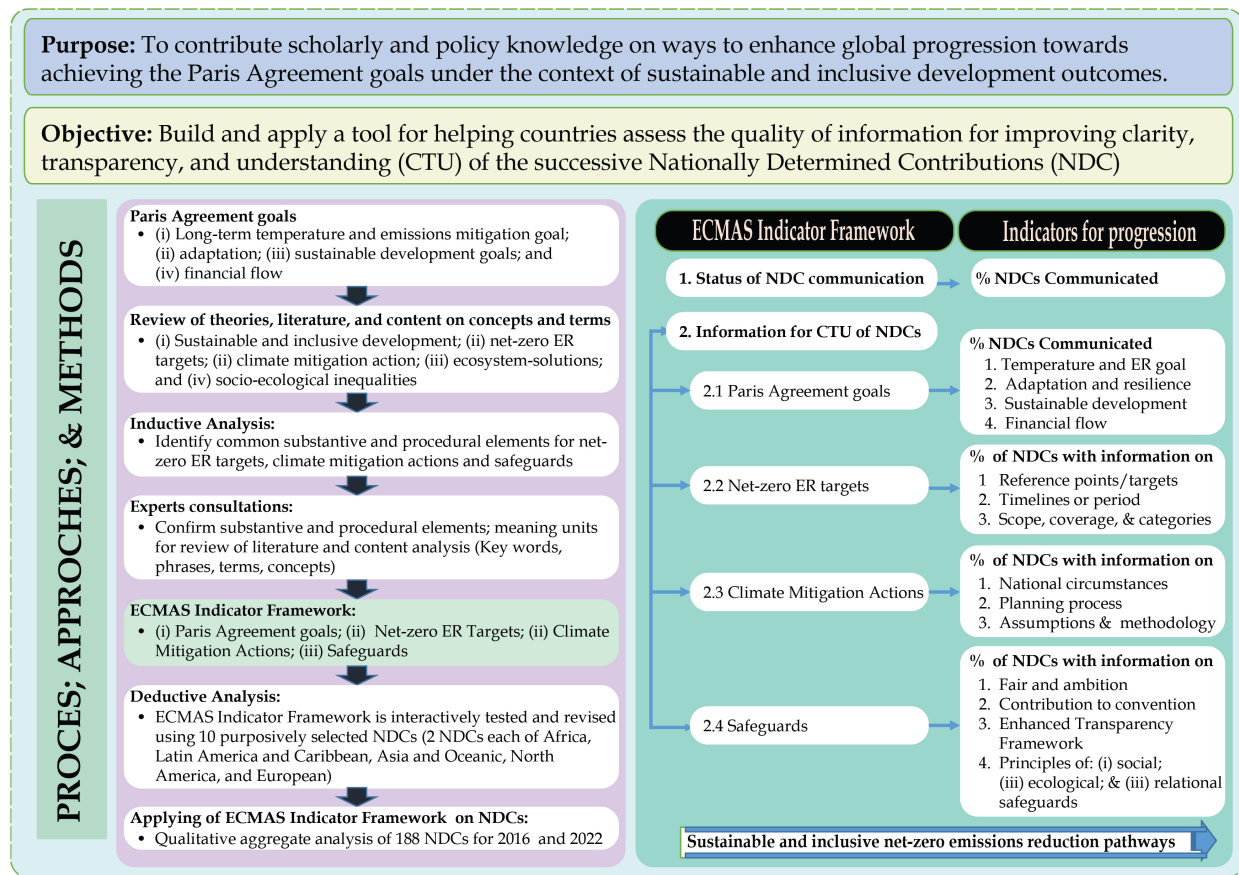 Purpose: To contribute scholarly and policy knowledge on ways to enhance global progression towards
achieving the Paris Agreement goals under the context of sustainable and inclusive development outcomes.
Objective: Build and apply a tool for helping countries assess the quality of information for improving clarity,
transparency, and understanding (CTU) of the successive Nationally Determined Contributions (NDC)
PROCES; APPROCHES; & METHODS
Paris Agreement goals
• (i) Long-term temperature and emissions mitigation goal;
(ii) adaptation; (iii) sustainable development goals; and
(iv) financial flow
Review of theories, literature, and content on concepts and terms
• (i) Sustainable and inclusive development; (ii) net-zero ER
targets; (ii) climate mitigation action; (iii) ecosystem-solutions;
and (iv) socio-ecological inequalities
Inductive Analysis:
• Identify common substantive and procedural elements for net-
zero ER targets, climate mitigation actions and safeguards
Experts consultations:
• Confirm substantive and procedural elements; meaning units
for review of literature and content analysis (Key words,
phrases, terms, concepts)
ECMAS Indicator Framework:
• (i) Paris Agreement goals; (ii) Net-zero ER Targets; (ii) Climate
Mitigation Actions; (iii) Safeguards
Deductive Analysis:
• ECMAS Indicator Framework is interactively tested and revised
using 10 purposively selected NDCs (2 NDCs each of Africa,
Latin America and Caribbean, Asia and Oceanic, North
America, and European)
Applying of ECMAS Indicator Framework on NDCs:
• Qualitative aggregate analysis of 188 NDCs for 2016 and 2022
ECMAS Indicator Framework
Indicators for progression
1. Status of NDC communication
% NDCs Communicated
2. Information for CTU of NDCs
2.1 Paris Agreement goals
% NDCs Communicated
1. Temperature and ER goal
2. Adaptation and resilience
3. Sustainable development
4. Financial flow
2.2 Net-zero ER targets
% of NDCs with information on
1 Reference points/targets
2. Timelines or period
3. Scope, coverage, & categories
2.3 Climate Mitigation Actions
% of NDCs with information on
1. National circumstances
2. Planning process
3. Assumptions & methodology
2.4 Safeguards
% of NDCs with information on
1. Fair and ambition
2. Contribution to convention
3. Enhanced Transparency
Framework
4. Principles of: (i) social;
(iii) ecological; & (iii) relational
safeguards
Sustainable and inclusive net-zero emissions reduction pathways